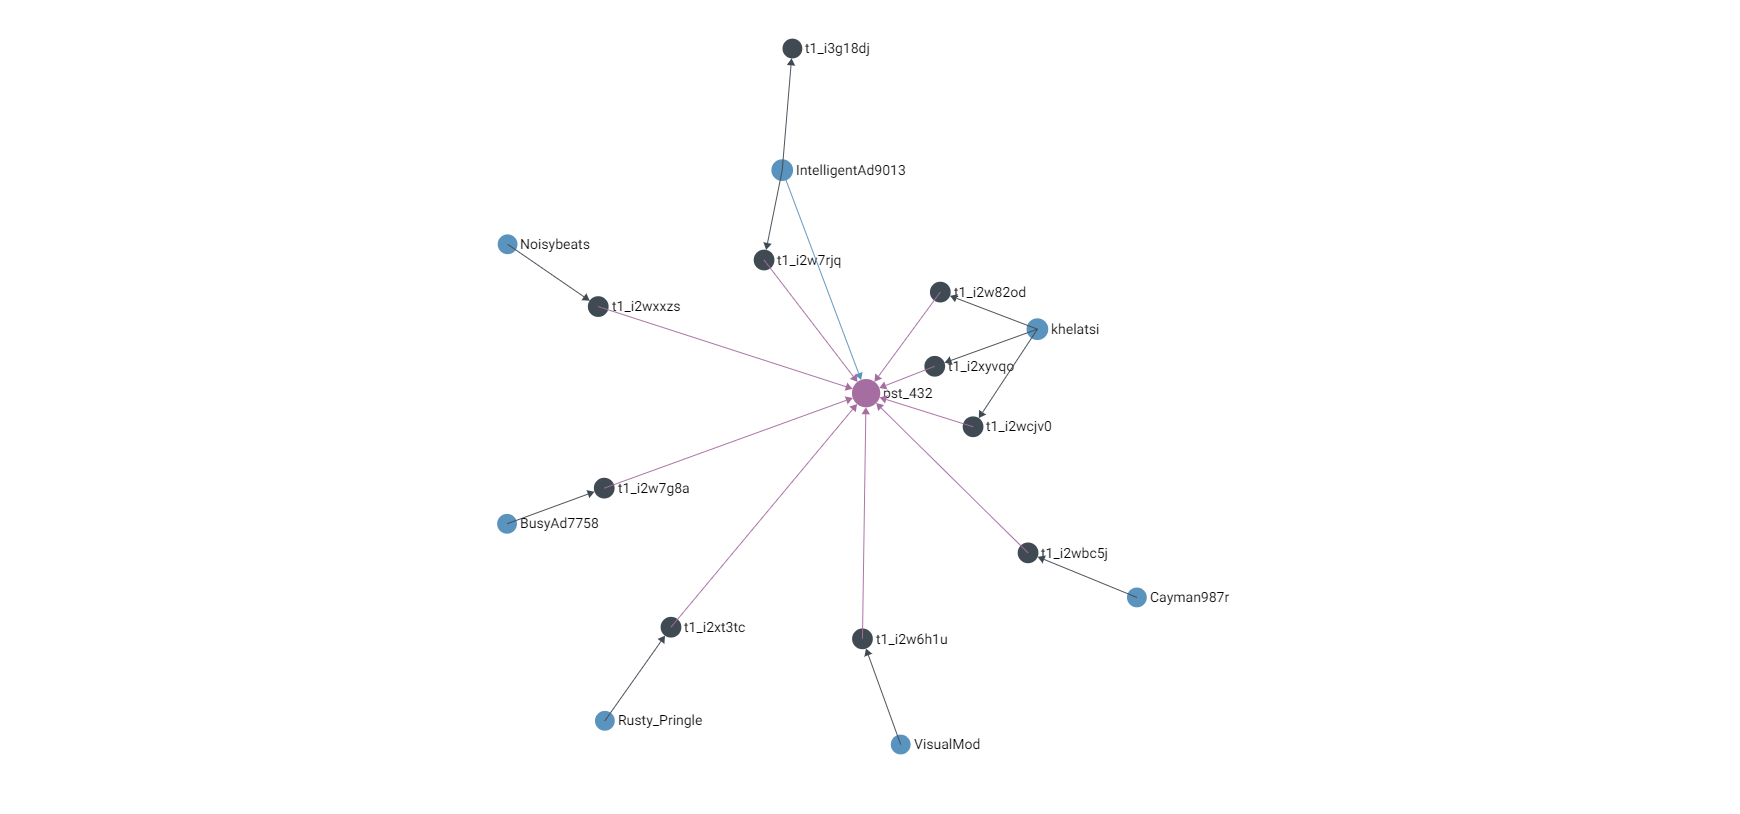 t1_i3g18dj
IntelligentAd9013
Noisybeats
t1_i2w7rjq
t1_i2w82od
t1_i2wxxzs
khelatsi
t1_i2xyvqo
pst_432
t1_i2wcjv0
t1_i2w7g8a
BusyAd7758
t1_i2wbc5j
Cayman987r
t1_i2xt3tc
t1_i2w6h1u
Rusty_Pringle
VisualMod